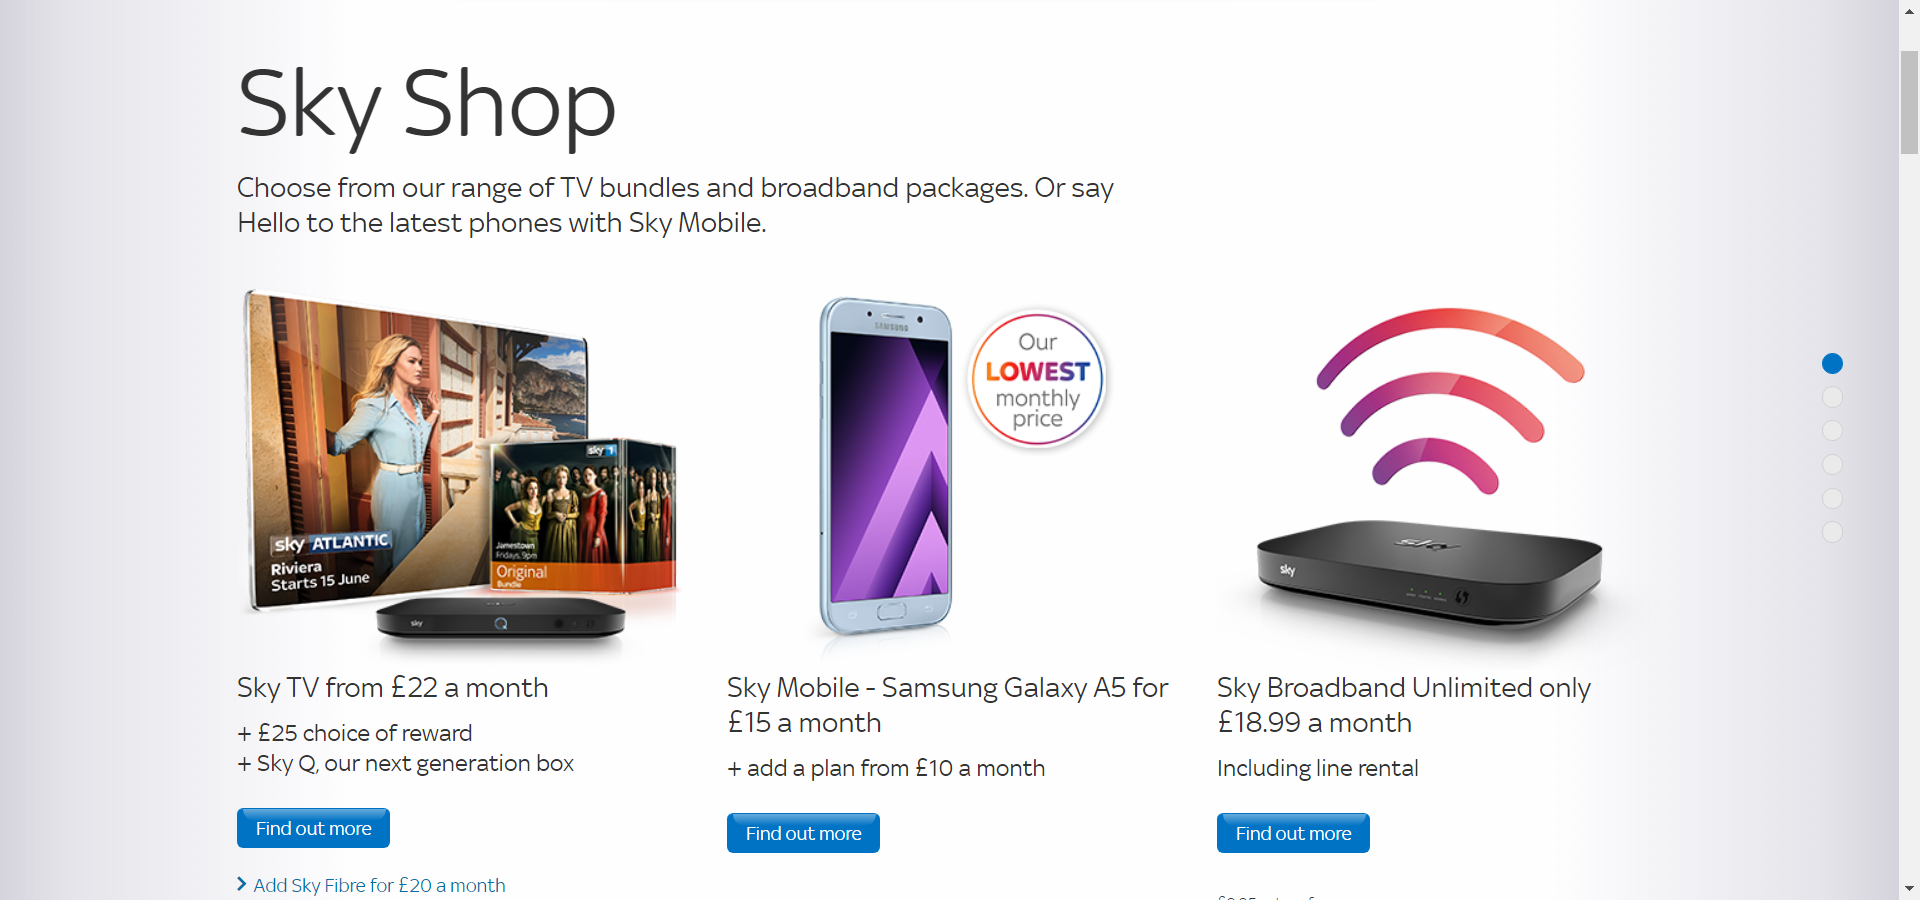 Sky Shop
Choose from our range of TV bundles and broadband packages. Or say
Hello to the latest phones with Sky Mobile.
sky ATLANTIC
Riviera
Starts 15 June
sky 1
Jamestown
Fridays, 9pm
Original
Bundle
sky
Q
SAMSUNG
Our
LOWEST
monthly
price
sky
sky
Sky TV from £22 a month
+ £25 choice of reward
+ Sky Q, our next generation box
Find out more
Add Sky Fibre for £20 a month
Sky Mobile - Samsung Galaxy A5 for
£15 a month
+ add a plan from £10 a month
Find out more
Sky Broadband Unlimited only
£18.99 a month
Including line rental
Find out more